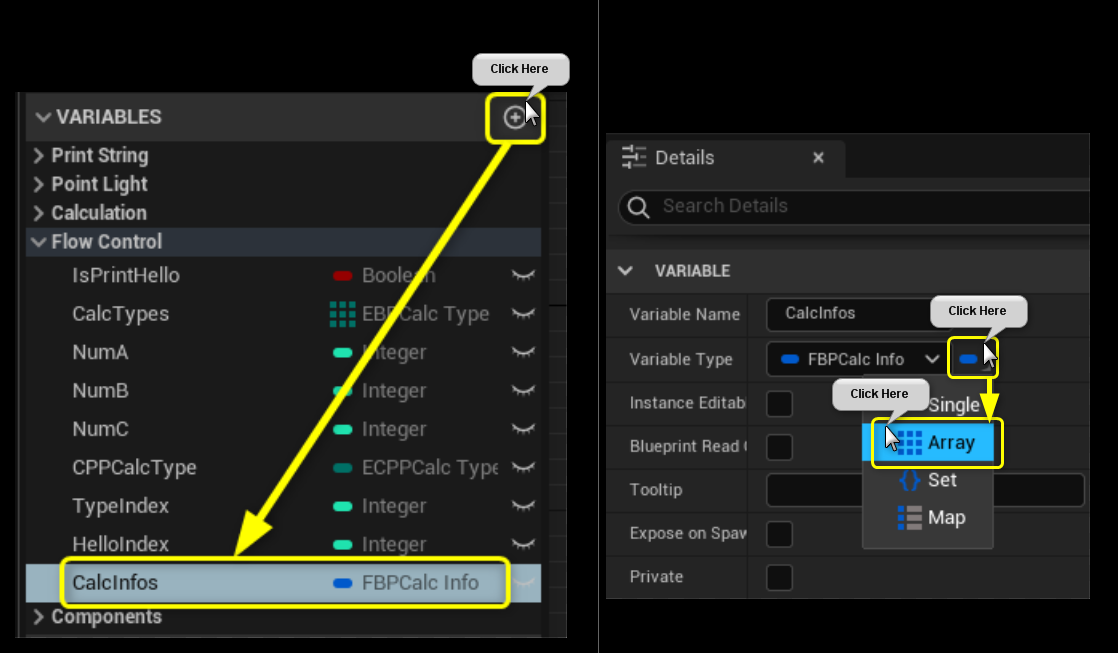 Click Here
VARIABLES
Print String
Point Light
Calculation
Flow Control
IsPrintHello Boolean
CalcTypes EBPCalc Type
NumA Integer
NumB Integer
NumC Integer
CPPCalcType ECPPCalc Type
TypeIndex Integer
HelloIndex Integer
CalcInfos FBPCalc Info
Components
Details
Search Details
VARIABLE
Variable Name CalcInfos
Click Here
Variable Type FBPCalc Info
Click Here
Instance Editab
Single
Blueprint Read
Array
Tooltip
Set
Expose on Spaw
Map
Private